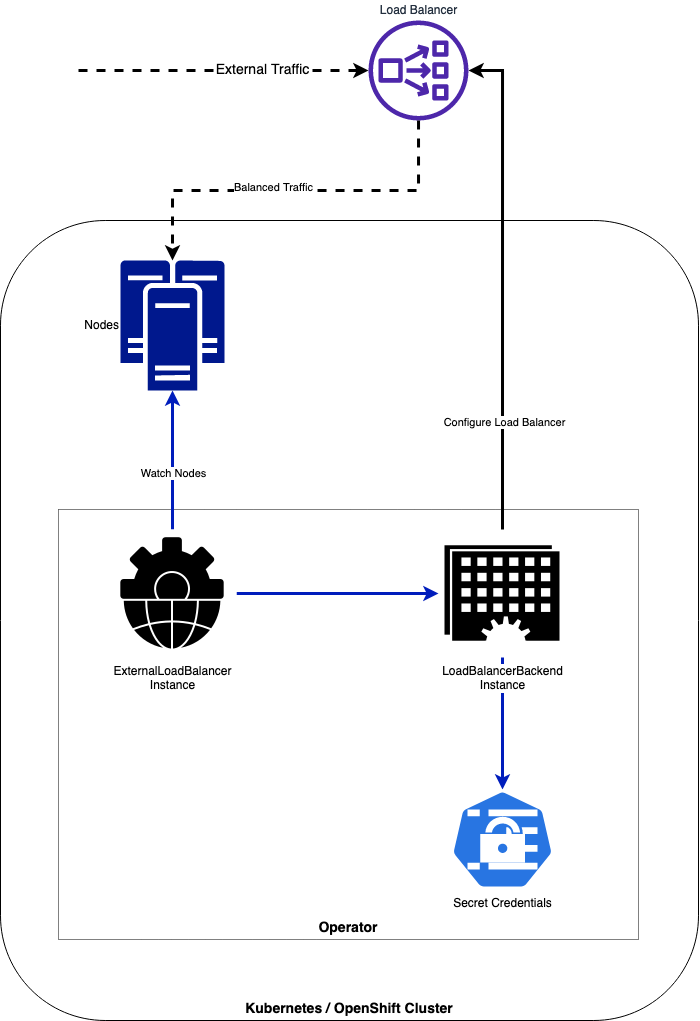 Load Balancer
External Traffic
Balanced Traffic
Nodes
Configure Load Balancer
Watch Nodes
ExternalLoadBalancer
Instance
LoadBalancerBackend
Instance
Secret Credentials
Operator
Kubernetes / OpenShift Cluster